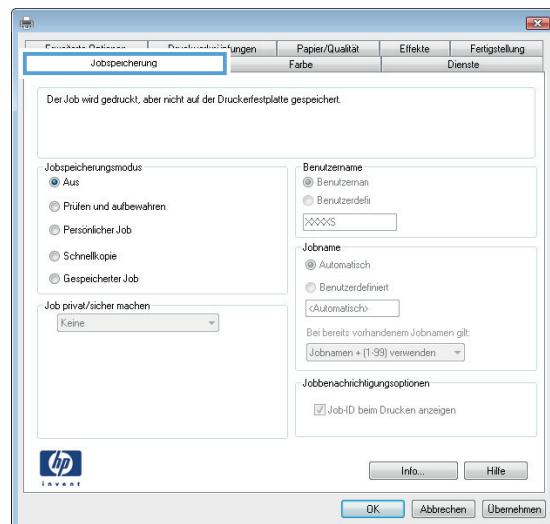 Druckverknüpfungen Papier/Qualität Effekte Fertigstellung
Jobspeicherung Farbe Dienste
Der Job wird gedruckt, aber nicht auf der Druckerfestplatte gespeichert.
Jobspeicherungsmodus
Aus
Prüfen und aufbewahren
Persönlicher Job
Schnellkopie
Gespeicherter Job
Job privat/sicher machen
Keine
Benutzername
Benutzernan
Benutzerdefii
XXXXS
Jobname
Automatisch
Benutzerdefiniert
<Automatisch>
Bei bereits vorhandenem Jobnamen gilt:
Jobnamen + (1-99) verwenden
Jobbenachrichtigungsoptionen
Job-ID beim Drucken anzeigen
hp
invent
Info... Hilfe
OK Abbrechen Übernehmen